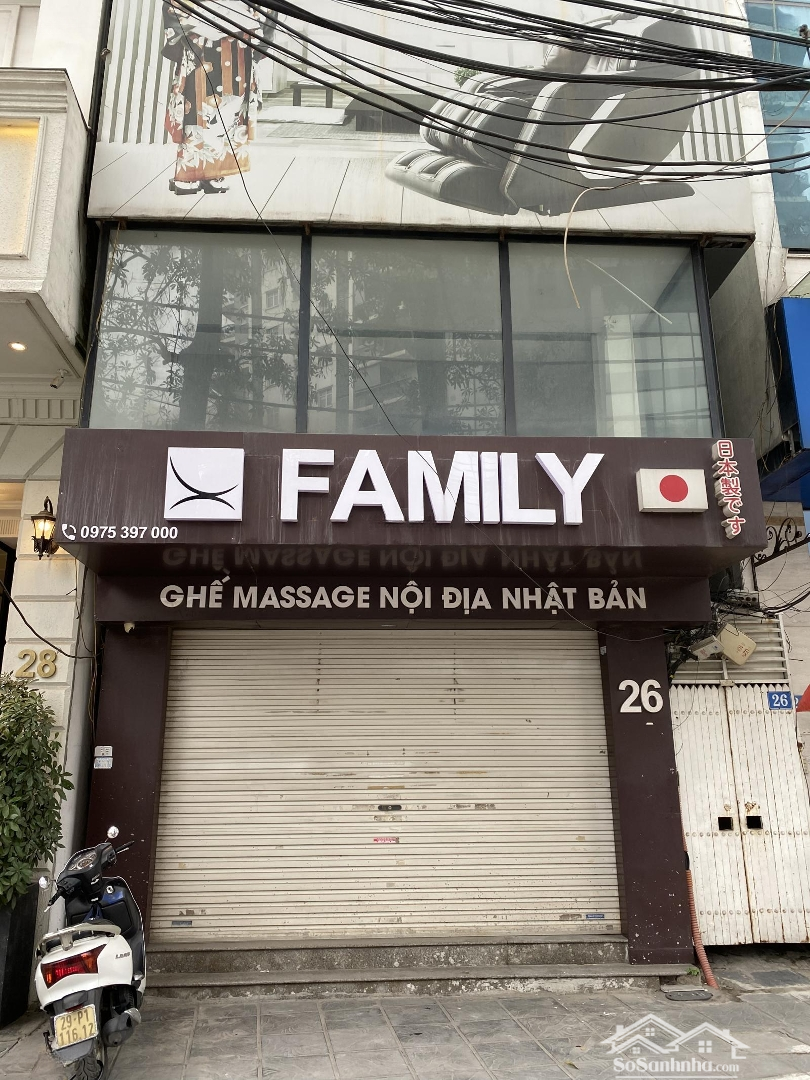 FAMILY
日本製です
0975 397 000
GHẾ MASSAGE NỘI ĐỊA NHẬT BẢN
28
26
26
LEAD
29-P1
116.12
SoSanhnha.com